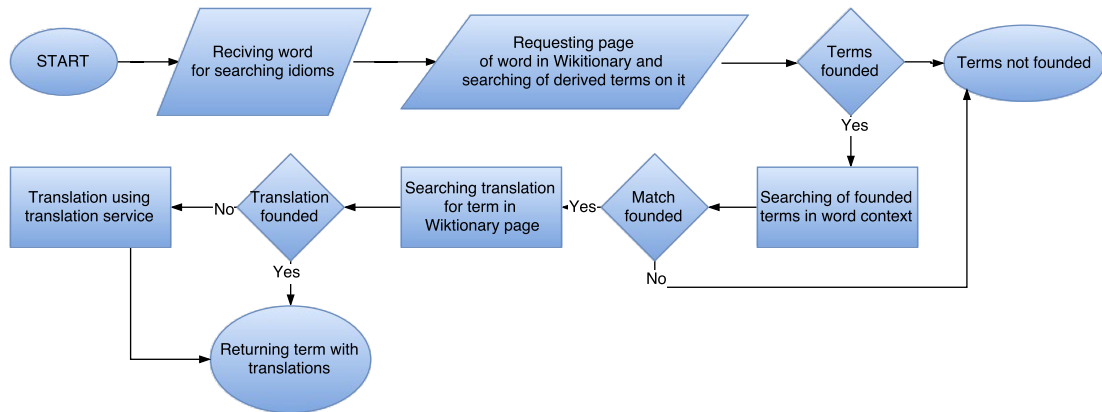 START
Reciving word
for searching idioms
Requesting page
of word in Wikitionary and
searching of derived terms on it
Terms
founded
Terms not founded
Yes
Searching of founded
terms in word context
Match
founded
Yes
No
Searching translation
for term in
Wiktionary page
Translation
founded
No
Yes
Translation using
translation service
Returning term with
translations